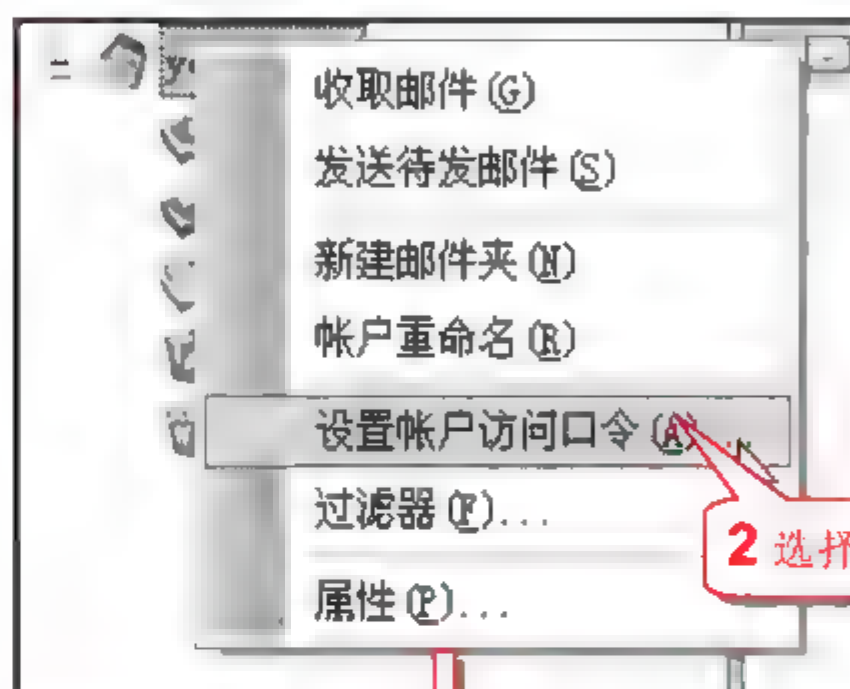 收取邮件(G)
发送待发邮件(S)
新建邮件夹(N)
帐户重命名(R)
设置帐户访问口令(A)...
过滤器(F)...
2 选择
属性(P)...